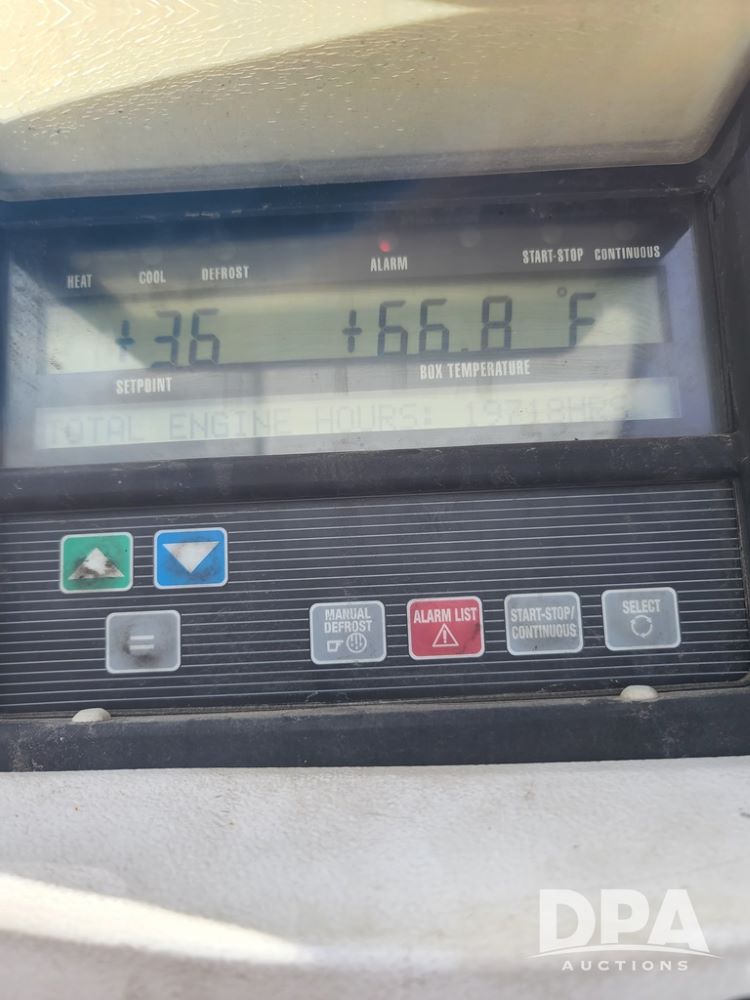 HEAT COOL DEFROST ALARM START-STOP CONTINUOUS
+36 +66.8 °F
SETPOINT BOX TEMPERATURE
TOTAL ENGINE HOURS: 19718HRS
MANUAL DEFROST
ALARM LIST
START-STOP/
CONTINUOUS
SELECT
=
DPA
AUCTIONS